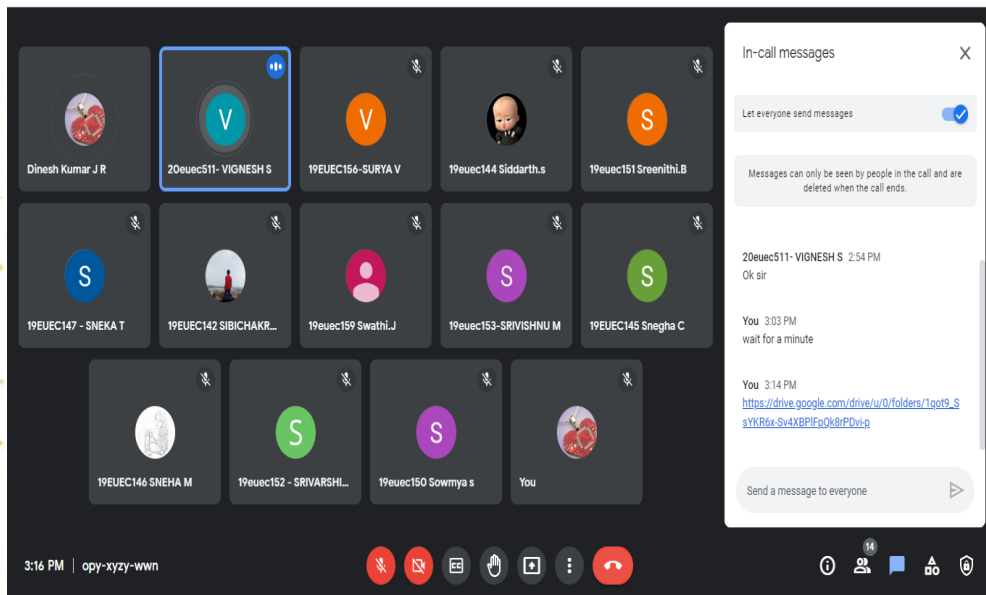 In-call messages
Let everyone send messages
Messages can only be seen by people in the call and are
deleted when the call ends.
V
V
S
Dinesh Kumar J R
20euec511- VIGNESH S
19EUEC156-SURYA V
19euec144 Siddarth.s
19euec151 Sreenithi.B
S
S
S
19EUEC147 - SNEKA T
19EUEC142 SIBICHAKR...
19euec159 Swathi.J
19euec153-SRIVISHNU M
19EUEC145 Snegha C
S
S
19EUEC146 SNEHA M
19euec152 - SRIVARSHI...
19euec150 Sowmya s
You
20euec511- VIGNESH S 2:54 PM
Ok sir
You 3:03 PM
wait for a minute
You 3:14 PM
https://drive.google.com/drive/u/0/folders/1qot9_S
sYKR6x-Sv4XBPlFpQk8rPDvi-p
Send a message to everyone
3:16 PM | opy-xyzy-wwn
14